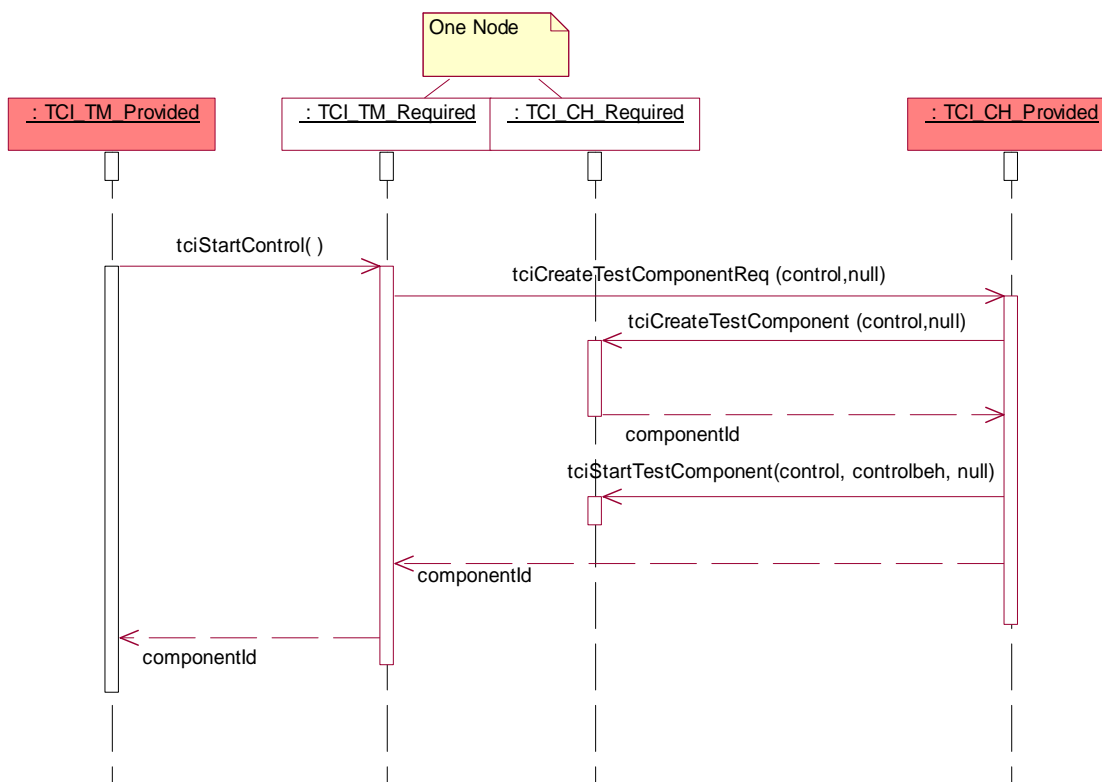 One Node
: TCI_TM_Provided
: TCI_TM_Required
: TCI_CH_Required
: TCI_CH_Provided
tciStartControl( )
tciCreateTestComponentReq (control,null)
tciCreateTestComponent (control,null)
componentId
tciStartTestComponent(control, controlbeh, null)
componentId
componentId